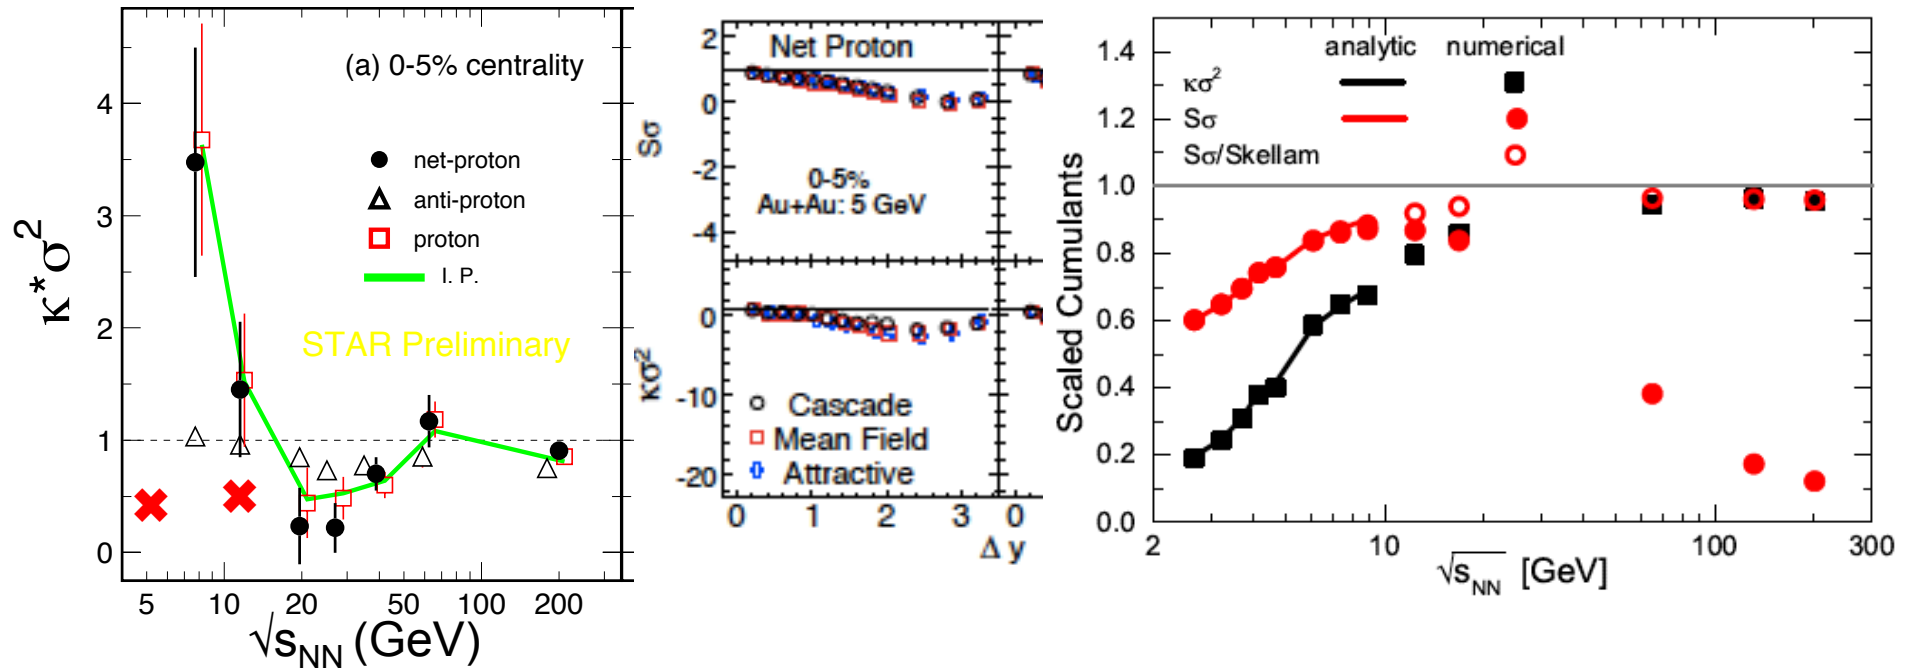 (a) 0-5% centrality
net-proton
anti-proton
proton
I. P.
STAR Preliminary
κ*σ²
4
3
2
1
0
5 10 20 50 100 200
√sNN (GeV)
Net Proton
0-5%
Au+Au: 5 GeV
Sσ
2
0
-2
-4
κσ²
0
-10
-20
Cascade
Mean Field
Attractive
0 1 2 3 0
Δ y
analytic numerical
κσ²
Sσ
Sσ/Skellam
Scaled Cumulants
1.4
1.2
1.0
0.8
0.6
0.4
0.2
0.0
2 10 100 300
√sNN [GeV]